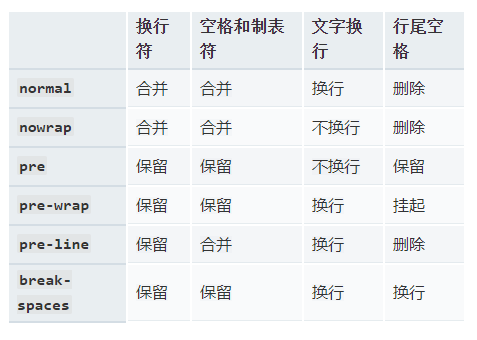 换行符 空格和制表符 文字换行 行尾空格
normal 合并 合并 换行 删除
nowrap 合并 合并 不换行 删除
pre 保留 保留 不换行 保留
pre-wrap 保留 保留 换行 挂起
pre-line 保留 合并 换行 删除
break-spaces 保留 保留 换行 换行